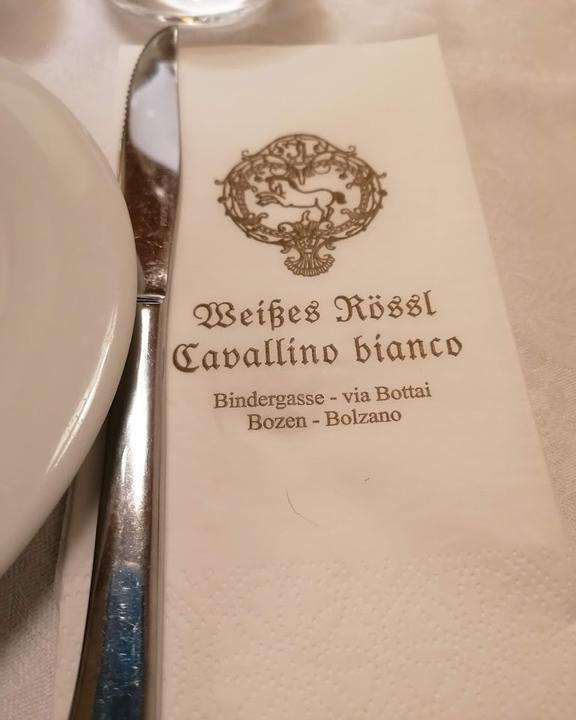 Weißes Rössl
Cavallino bianco
Bindergasse - via Bottai
Bozen - Bolzano